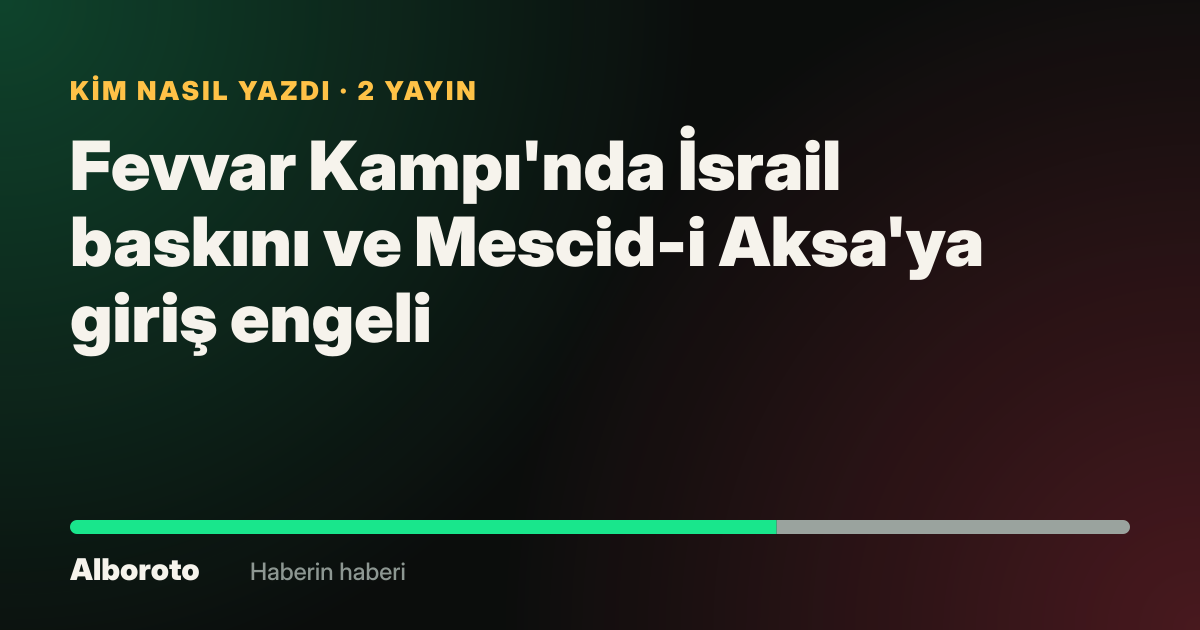 KİM NASIL YAZDI · 2 YAYIN
Fevvar Kampı'nda İsrail
baskını ve Mescid-i Aksa'ya
giriş engeli
Alboroto
Haberin haberi